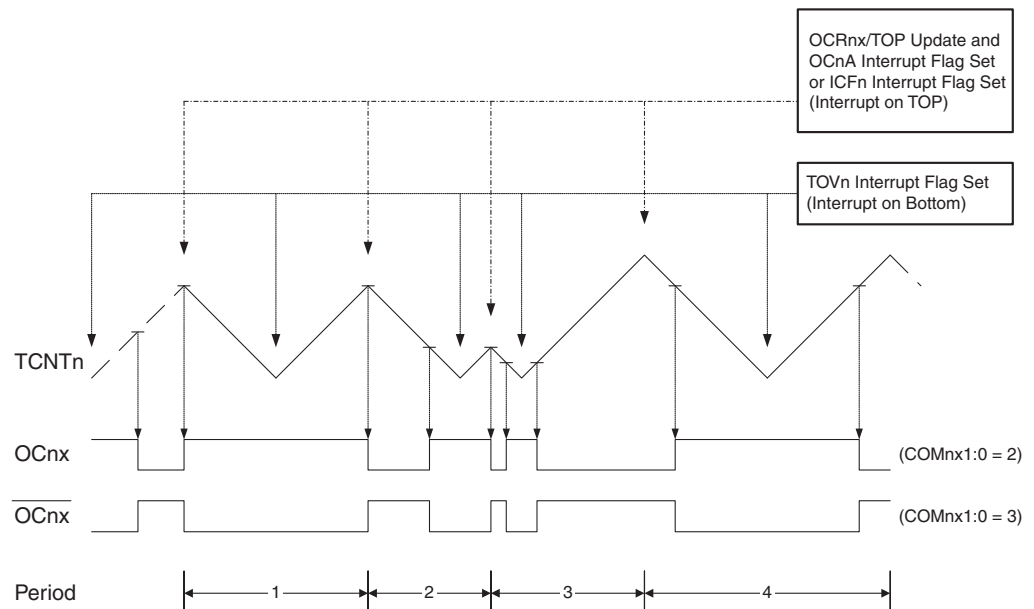 OCRnx/TOP Update and
OCnA Interrupt Flag Set
or ICFn Interrupt Flag Set
(Interrupt on TOP)
TOVn Interrupt Flag Set
(Interrupt on Bottom)
TCNTn
OCnx
(COMnx1:0 = 2)
OCnx
(COMnx1:0 = 3)
Period
1
2
3
4